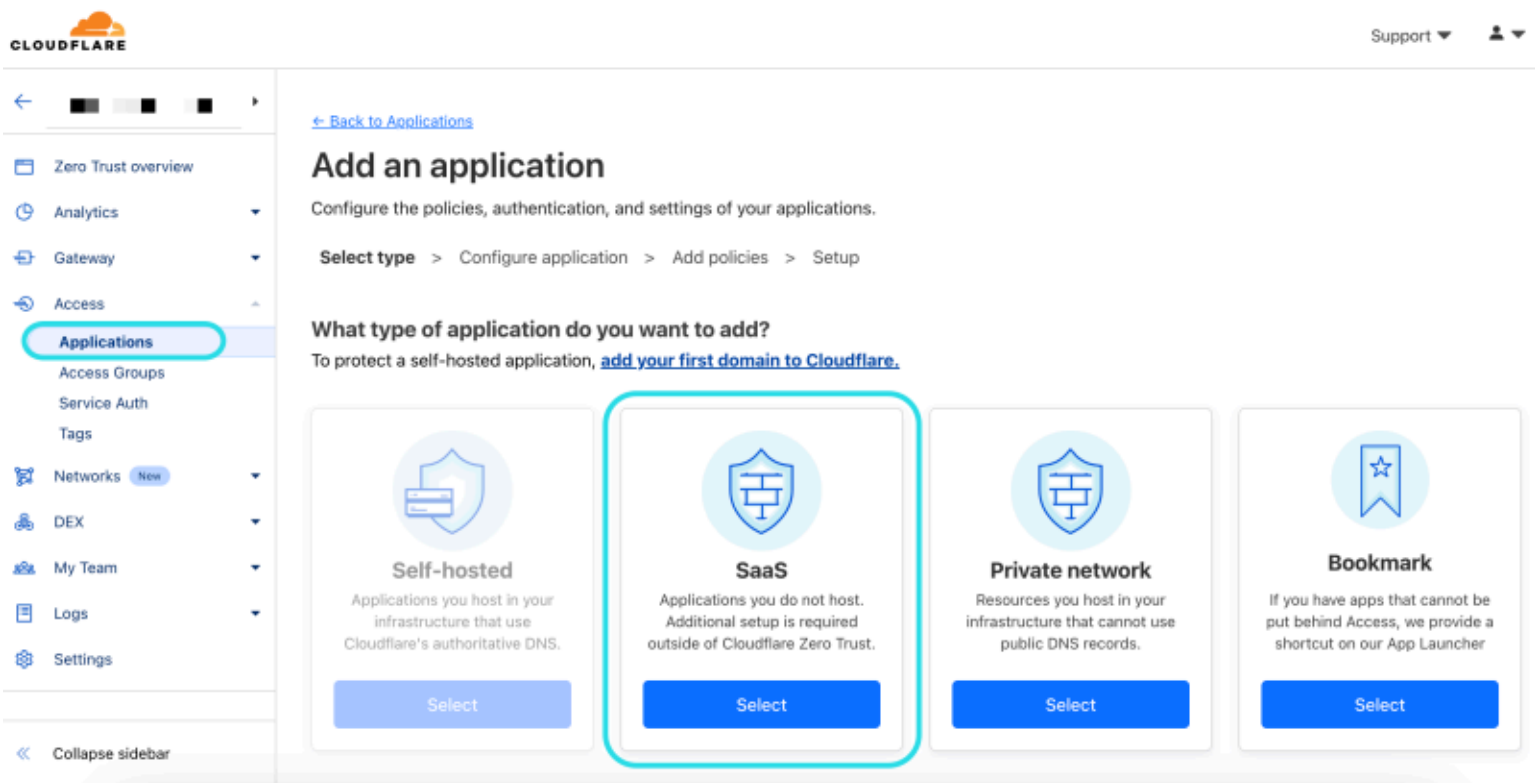 CLOUDFLARE
Support
Zero Trust overview
Analytics
Gateway
Access
Applications
Access Groups
Service Auth
Tags
Networks New
DEX
My Team
Logs
Settings
Collapse sidebar
← Back to Applications
Add an application
Configure the policies, authentication, and settings of your applications.
Select type > Configure application > Add policies > Setup
What type of application do you want to add?
To protect a self-hosted application, add your first domain to Cloudflare.
Self-hosted
Applications you host in your
infrastructure that use
Cloudflare's authoritative DNS.
Select
SaaS
Applications you do not host.
Additional setup is required
outside of Cloudflare Zero Trust.
Select
Private network
Resources you host in your
infrastructure that cannot use
public DNS records.
Select
Bookmark
If you have apps that cannot be
put behind Access, we provide a
shortcut on our App Launcher
Select